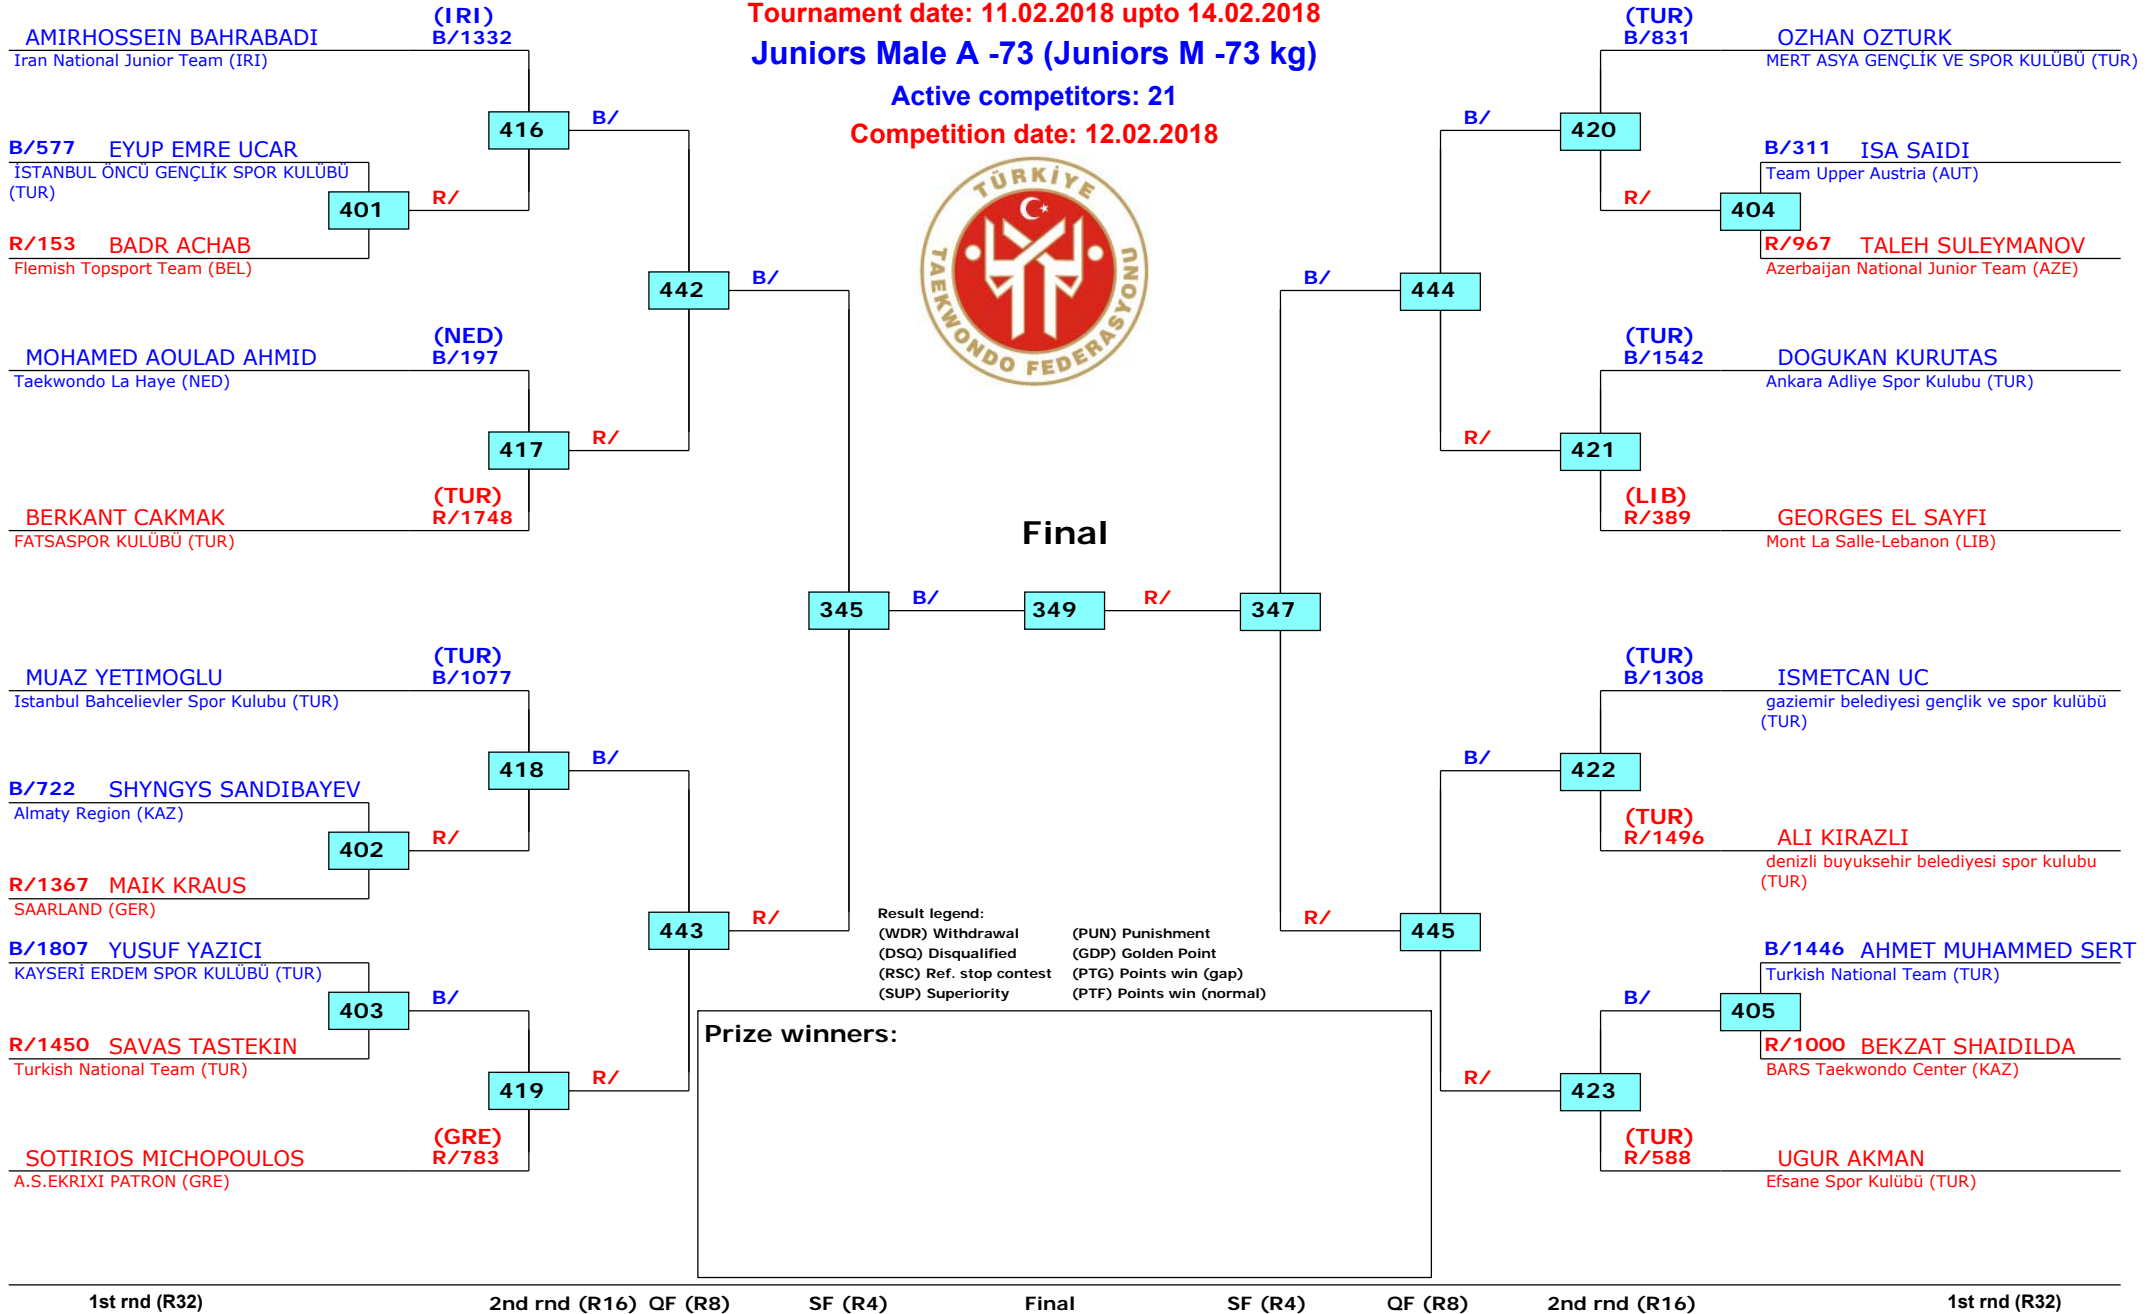 Tournament date: 11.02.2018 upto 14.02.2018
Juniors Male A -73 (Juniors M -73 kg)
Active competitors: 21
Competition date: 12.02.2018
TÜRKİYE
TAEKWONDO FEDERASYONU
(IRI)
AMIRHOSSEIN BAHRABADI B/1332
Iran National Junior Team (IRI)
416 B/
B/577 EYUP EMRE UCAR
İSTANBUL ÖNCÜ GENÇLİK SPOR KULÜBÜ
(TUR)
401 R/
R/153 BADR ACHAB
Flemish Topsport Team (BEL)
442 B/
(NED)
MOHAMED AOULAD AHMID B/197
Taekwondo La Haye (NED)
417 R/
(TUR)
BERKANT CAKMAK R/1748
FATSASPOR KULÜBÜ (TUR)
345 B/
(TUR)
MUAZ YETIMOGLU B/1077
Istanbul Bahcelievler Spor Kulubu (TUR)
418 B/
B/722 SHYNGYS SANDIBAYEV
Almaty Region (KAZ)
402 R/
R/1367 MAIK KRAUS
SAARLAND (GER)
443 R/
B/1807 YUSUF YAZICI
KAYSERİ ERDEM SPOR KULÜBÜ (TUR)
403 B/
R/1450 SAVAS TASTEKIN
Turkish National Team (TUR)
419 R/
(GRE)
SOTIRIOS MICHOPOULOS R/783
A.S.EKRIXI PATRON (GRE)
Final
349
(TUR)
B/831 OZHAN OZTURK
MERT ASYA GENÇLİK VE SPOR KULÜBÜ (TUR)
B/ 420
B/311 ISA SAIDI
Team Upper Austria (AUT)
R/ 404
R/967 TALEH SULEYMANOV
Azerbaijan National Junior Team (AZE)
B/ 444
(TUR)
B/1542 DOGUKAN KURUTAS
Ankara Adliye Spor Kulubu (TUR)
R/ 421
(LIB)
R/389 GEORGES EL SAYFI
Mont La Salle-Lebanon (LIB)
R/ 347
(TUR)
B/1308 ISMETCAN UC
gaziemir belediyesi gençlik ve spor kulübü
(TUR)
B/ 422
(TUR)
R/1496 ALI KIRAZLI
denizli buyuksehir belediyesi spor kulubu
(TUR)
R/ 445
B/1446 AHMET MUHAMMED SERT
Turkish National Team (TUR)
B/ 405
R/1000 BEKZAT SHAIDILDA
BARS Taekwondo Center (KAZ)
R/ 423
(TUR)
R/588 UGUR AKMAN
Efsane Spor Kulübü (TUR)
Result legend:
(WDR) Withdrawal (PUN) Punishment
(DSQ) Disqualified (GDP) Golden Point
(RSC) Ref. stop contest (PTG) Points win (gap)
(SUP) Superiority (PTF) Points win (normal)
Prize winners:
1st rnd (R32) 2nd rnd (R16) QF (R8) SF (R4) Final SF (R4) QF (R8) 2nd rnd (R16) 1st rnd (R32)